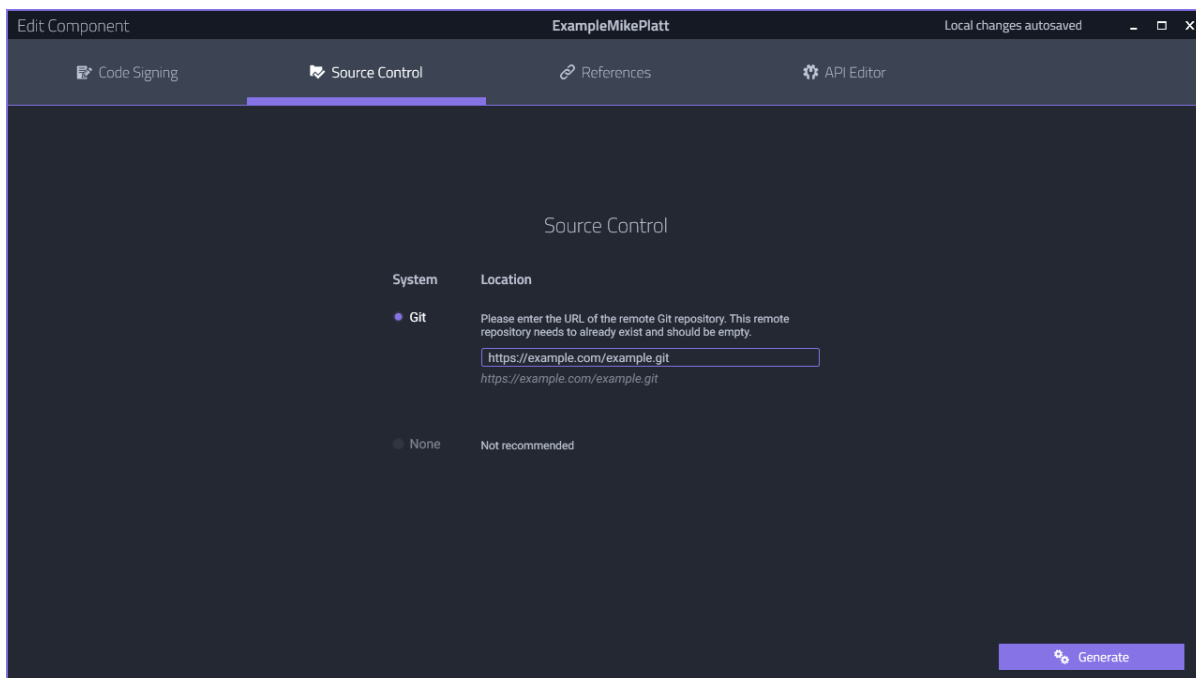 Edit Component
ExampleMikePlatt
Local changes autosaved
Code Signing
Source Control
References
API Editor
Source Control
System
Location
Git
Please enter the URL of the remote Git repository. This remote
repository needs to already exist and should be empty.
https://example.com/example.git
https://example.com/example.git
None
Not recommended
Generate